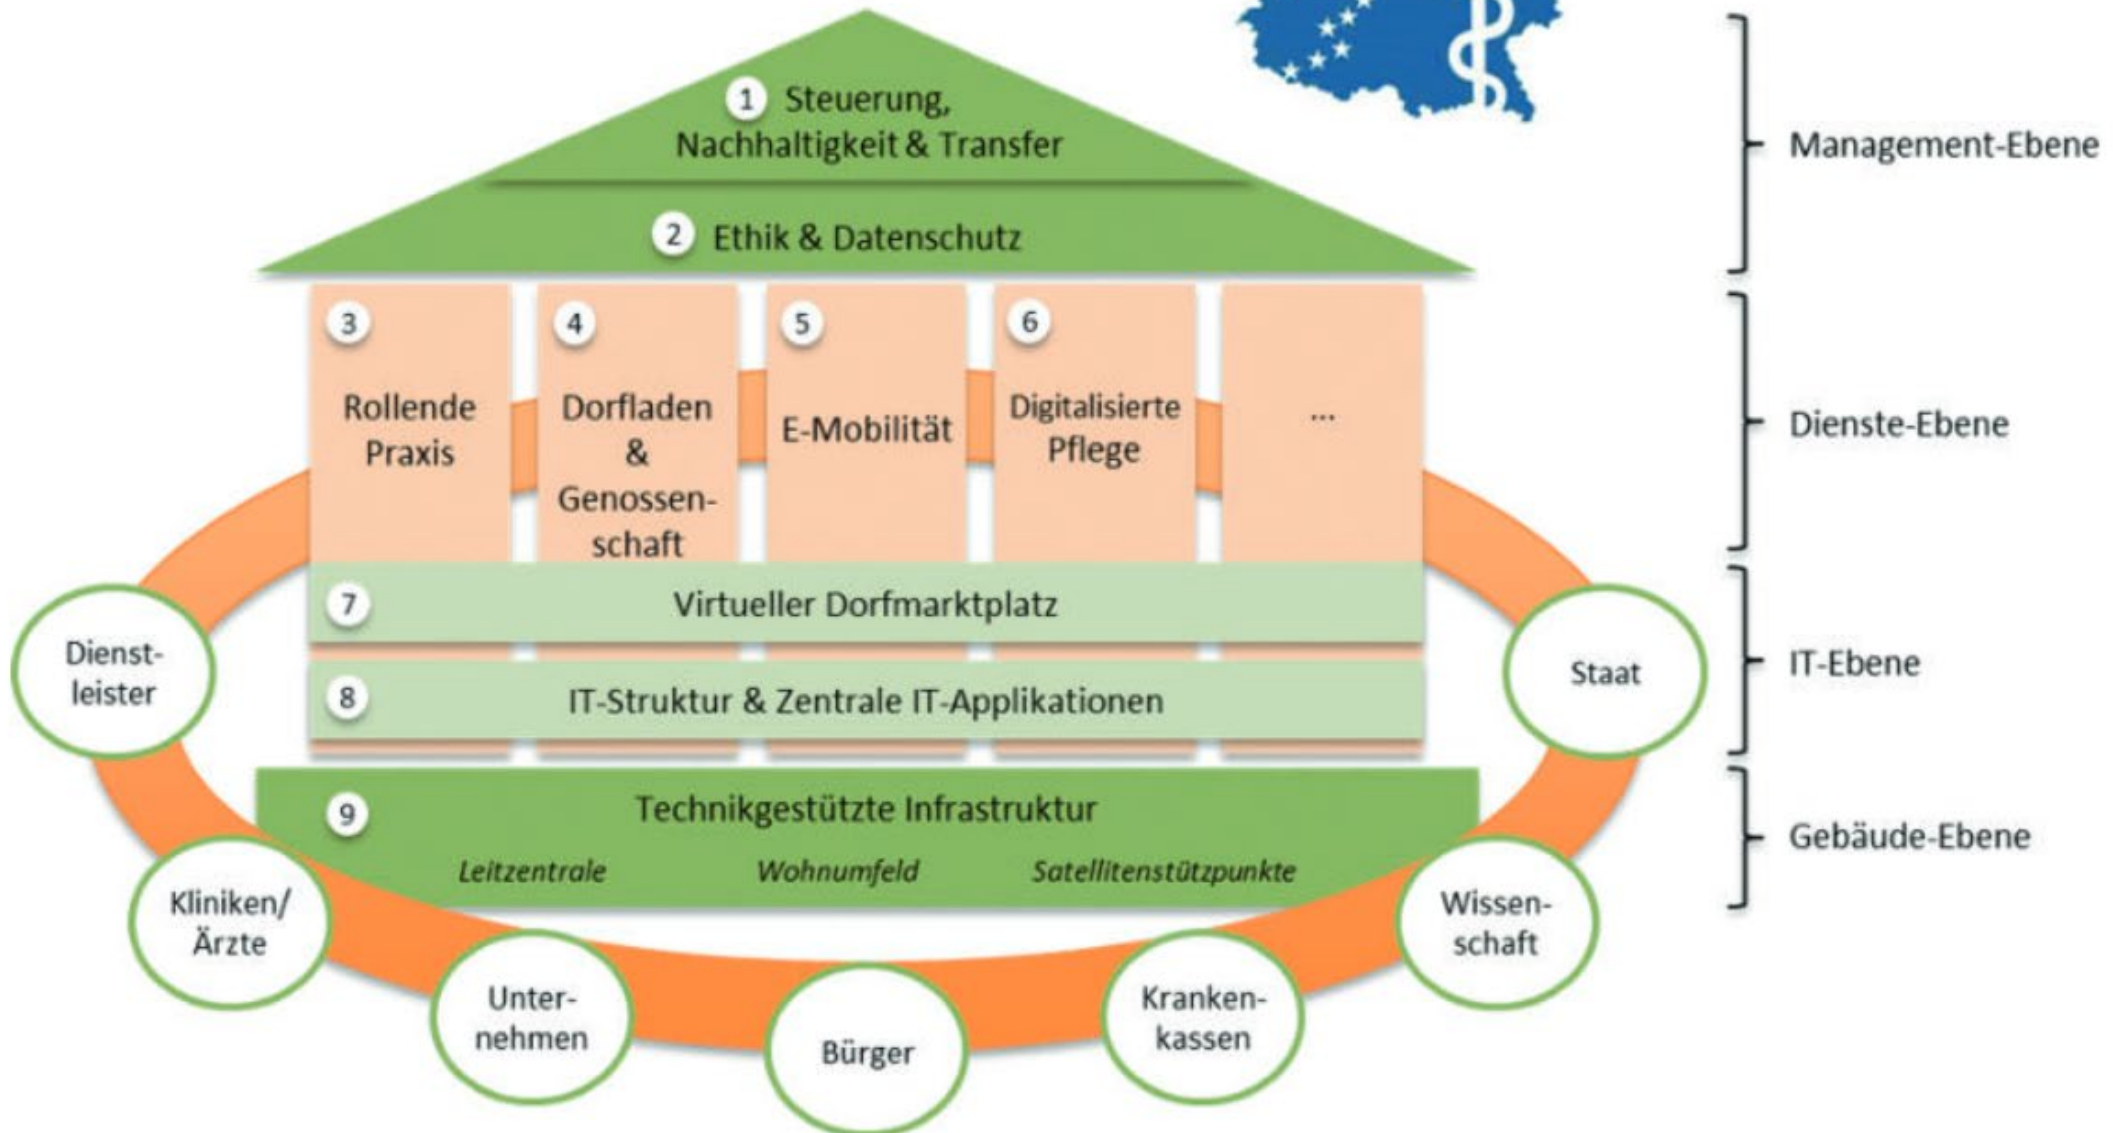 1 Steuerung,
Nachhaltigkeit & Transfer
2 Ethik & Datenschutz
Management-Ebene
3
Rollende
Praxis
4
Dorfladen
&
Genossen-
schaft
5
E-Mobilität
6
Digitalisierte
Pflege
...
Dienste-Ebene
7 Virtueller Dorfmarktplatz
8 IT-Struktur & Zentrale IT-Applikationen
IT-Ebene
9 Technikgestützte Infrastruktur
Leitzentrale Wohnumfeld Satellitenstützpunkte
Gebäude-Ebene
Dienst-
leister
Kliniken/
Ärzte
Unter-
nehmen
Bürger
Kranken-
kassen
Wissen-
schaft
Staat